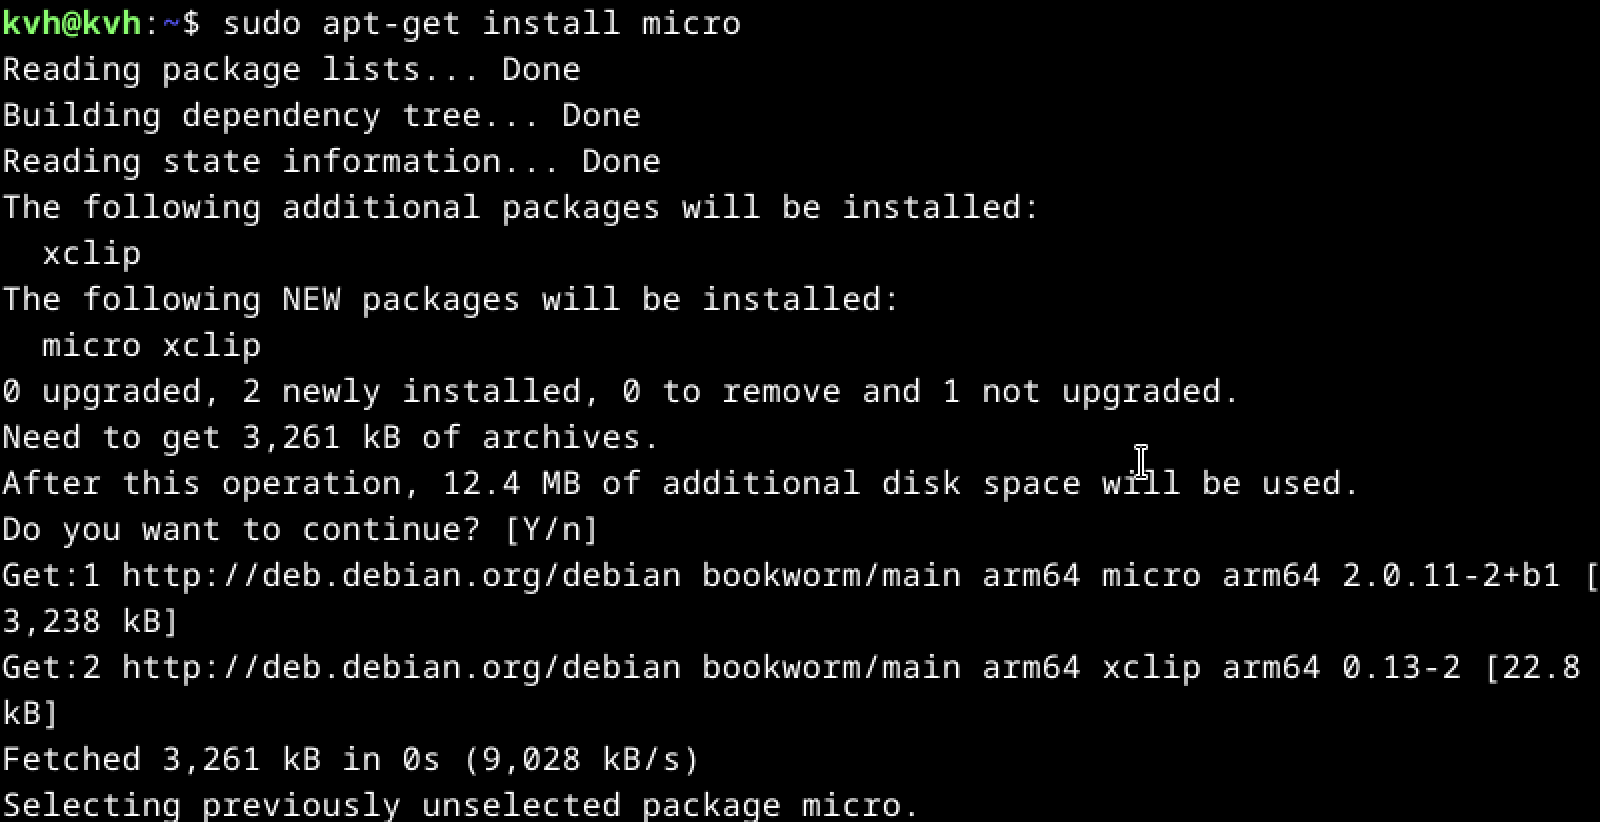 kvh@kvh:~$ sudo apt-get install micro
Reading package lists... Done
Building dependency tree... Done
Reading state information... Done
The following additional packages will be installed:
  xclip
The following NEW packages will be installed:
  micro xclip
0 upgraded, 2 newly installed, 0 to remove and 1 not upgraded.
Need to get 3,261 kB of archives.
After this operation, 12.4 MB of additional disk space will be used.
Do you want to continue? [Y/n]
Get:1 http://deb.debian.org/debian bookworm/main arm64 micro arm64 2.0.11-2+b1 [
3,238 kB]
Get:2 http://deb.debian.org/debian bookworm/main arm64 xclip arm64 0.13-2 [22.8
kB]
Fetched 3,261 kB in 0s (9,028 kB/s)
Selecting previously unselected package micro.